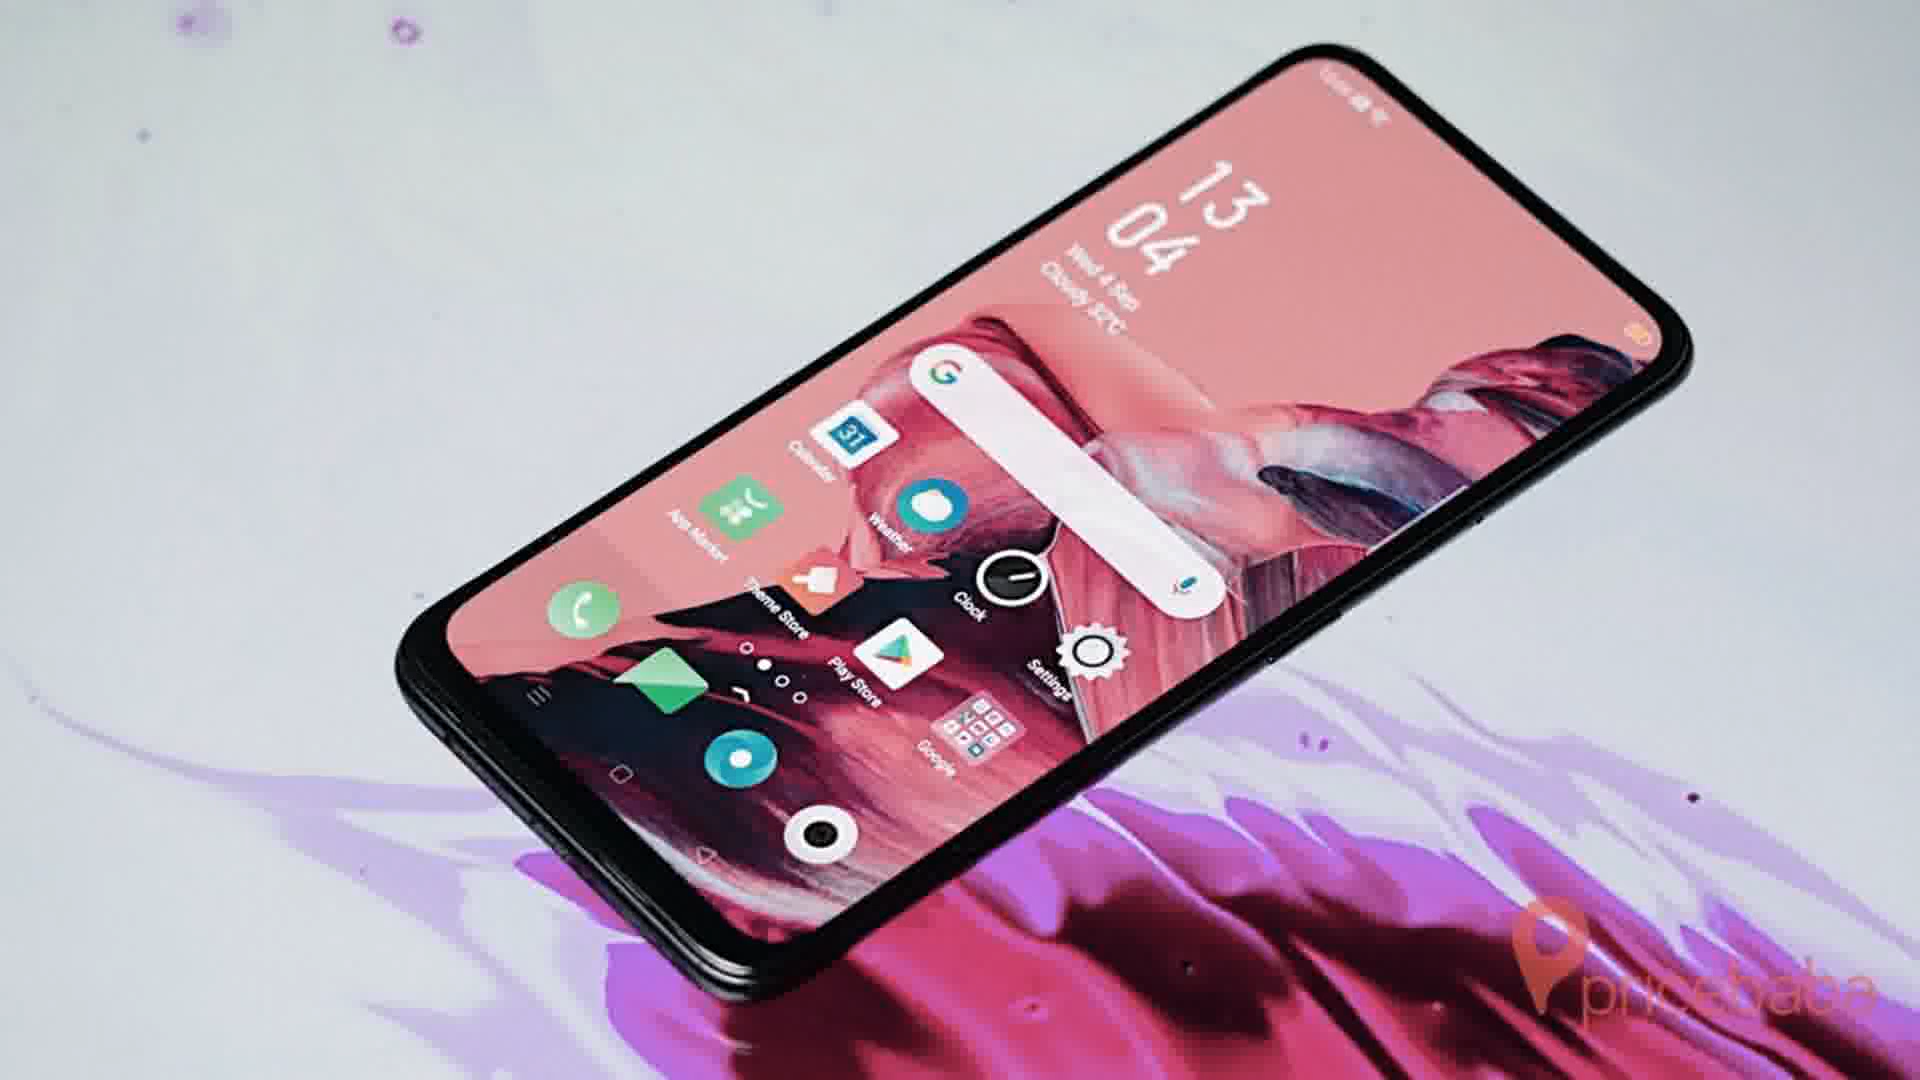 13
04
Wed 4 Sep
Cloudy 32°C
G
31
Calendar
Weather
Clock
Settings
App Market
Theme Store
Play Store
Google
pricebaba